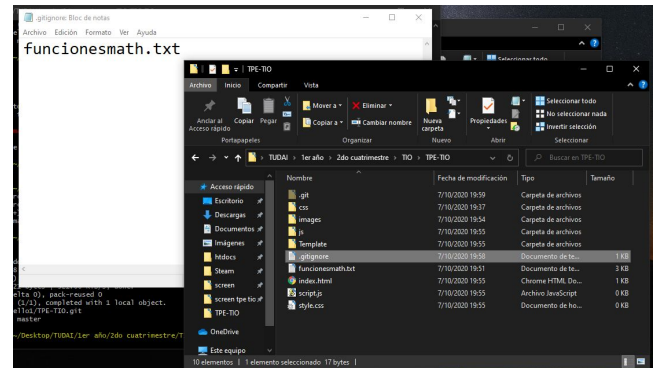 .gitignore: Bloc de notas
Archivo Edición Formato Ver Ayuda
funcionesmath.txt
Seleccionar todo
TPE-TIO
Archivo Inicio Compartir Vista
Anclar al Acceso rápido
Copiar
Pegar
Mover a
Copiar a
Eliminar
Cambiar nombre
Nueva carpeta
Propiedades
Seleccionar todo
No seleccionar nada
Invertir selección
Portapapeles Organizar Nuevo Abrir Seleccionar
TUDAI > 1er año > 2do cuatrimestre > TIO > TPE-TIO
Buscar en TPE-TIO
Nombre Fecha de modificación Tipo Tamaño
Acceso rápido
Escritorio
Descargas
Documentos
Imágenes
htdocs
Steam
screen
screen tpe tio
TPE-TIO
OneDrive
Este equipo
.git 7/10/2020 19:59 Carpeta de archivos
css 7/10/2020 19:37 Carpeta de archivos
images 7/10/2020 19:54 Carpeta de archivos
js 7/10/2020 19:55 Carpeta de archivos
Template 7/10/2020 19:55 Carpeta de archivos
.gitignore 7/10/2020 19:58 Documento de te... 1 KB
funcionesmath.txt 7/10/2020 19:51 Documento de te... 3 KB
index.html 7/10/2020 19:55 Chrome HTML Do... 1 KB
script.js 7/10/2020 19:55 Archivo JavaScript 0 KB
style.css 7/10/2020 19:55 Documento de ho... 0 KB
10 elementos 1 elemento seleccionado 17 bytes
elta 0), pack-reused 0
(1/1), completed with 1 local object.
ello1/TPE-TIO.git
master
~/Desktop/TUDAI/1er año/2do cuatrimestre/T